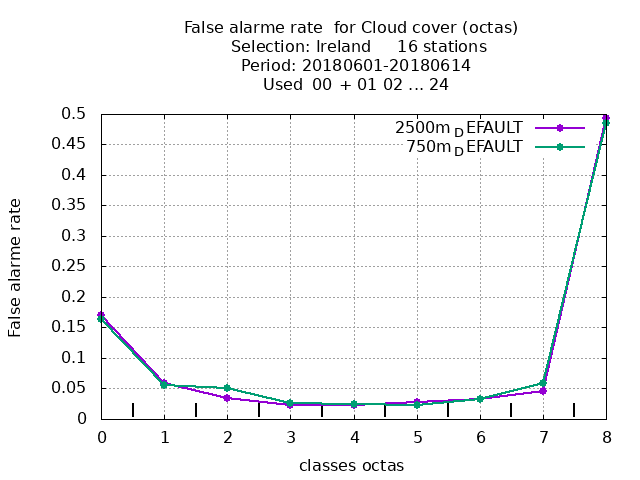 False alarme rate  for Cloud cover (octas)
Selection: Ireland     16 stations
Period: 20180601-20180614
Used  00 + 01 02 ... 24
0.5
0.45
0.4
0.35
0.3
0.25
0.2
0.15
0.1
0.05
0
False alarme rate
2500mDEFAULT
750mDEFAULT
0 1 2 3 4 5 6 7 8
classes octas